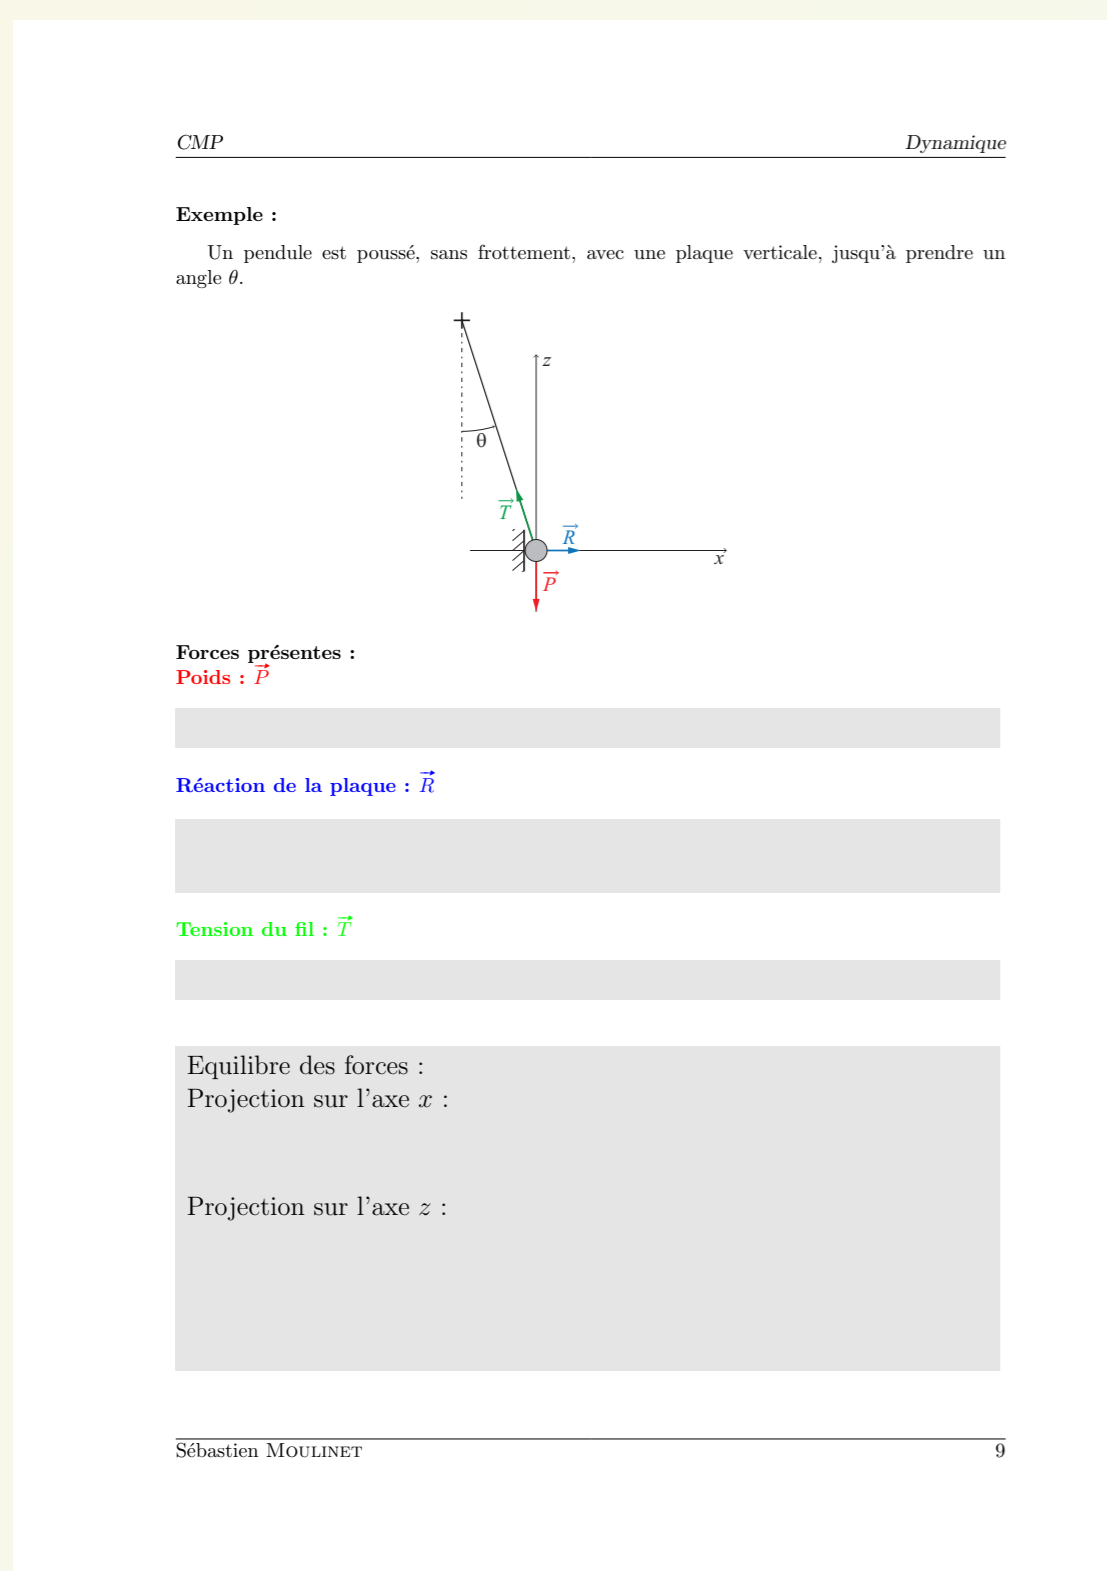 CMP Dynamique
Exemple :
Un pendule est poussé, sans frottement, avec une plaque verticale, jusqu'à prendre un
angle θ.
z
θ
T⃗
R⃗
x
P⃗
Forces présentes :
Poids : P⃗
Réaction de la plaque : R⃗
Tension du fil : T⃗
Equilibre des forces :
Projection sur l'axe x :
Projection sur l'axe z :
Sébastien MOULINET 9